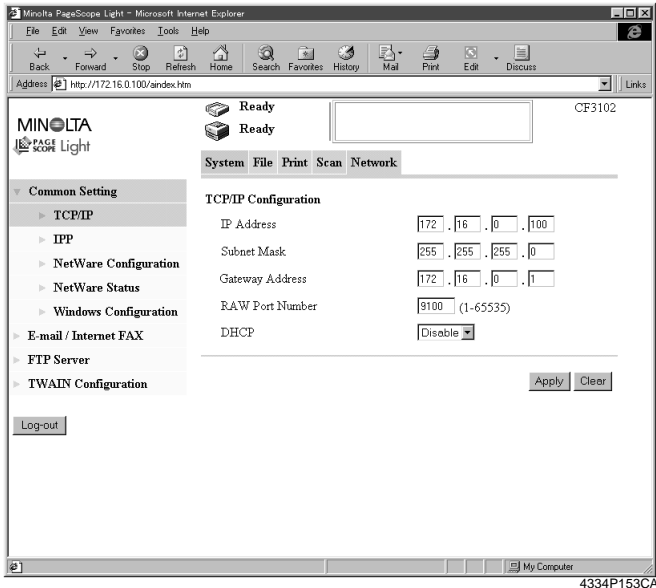 Minolta PageScope Light - Microsoft Internet Explorer
File Edit View Favorites Tools Help
Back Forward Stop Refresh Home Search Favorites History Mail Print Edit Discuss
Address http://172.16.0.100/aindex.htm Links
MINOLTA
PAGE SCOPE Light
Ready
Ready
CF3102
System File Print Scan Network
Common Setting
TCP/IP
IPP
NetWare Configuration
NetWare Status
Windows Configuration
E-mail / Internet FAX
FTP Server
TWAIN Configuration
Log-out
TCP/IP Configuration
IP Address 172 . 16 . 0 . 100
Subnet Mask 255 . 255 . 255 . 0
Gateway Address 172 . 16 . 0 . 1
RAW Port Number 9100 (1-65535)
DHCP Disable
Apply Clear
My Computer
4334P153CA